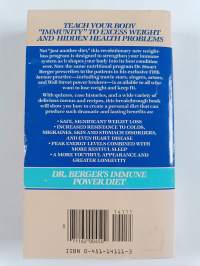 TEACH YOUR BODY
"IMMUNITY" TO EXCESS WEIGHT
AND HIDDEN HEALTH PROBLEMS
Not "just another diet," this revolutionary new weight-
loss program is designed to strengthen your immune
system as it shapes your body into its best condition
ever. Now the same nutritional program Dr. Stuart
Berger prescribes to the patients in his exclusive Fifth
Avenue practice—including movie stars, singers, actors,
and Wall Street power brokers—is available to all who
want to lose weight and keep it off.
With updates, case histories, and a wide variety of
delicious menus and recipes, this breakthrough book
will show you how to create a personal diet that can
produce such dramatic and lasting benefits as:
• SAFE, SIGNIFICANT WEIGHT LOSS
• INCREASED RESISTANCE TO COLDS,
MIGRAINES, SKIN AND STOMACH DISORDERS,
AND EVEN HEART DISEASE
• PEAK ENERGY LEVELS COMBINED WITH
MORE RESTFUL SLEEP
• A MORE YOUTHFUL APPEARANCE AND
GREATER LONGEVITY
DR. BERGER'S IMMUNE
POWER DIET
ISBN 0-451-14111-3